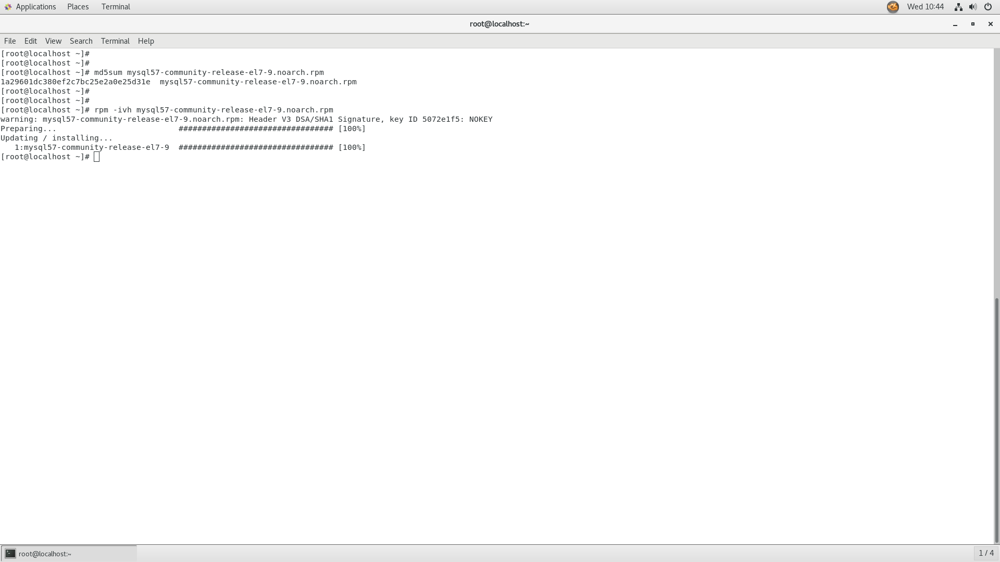 Applications Places Terminal Wed 10:44
root@localhost:~
File Edit View Search Terminal Help
[root@localhost ~]#
[root@localhost ~]#
[root@localhost ~]# md5sum mysql57-community-release-el7-9.noarch.rpm
1a29601dc380ef2c7bc25e2a0e25d31e  mysql57-community-release-el7-9.noarch.rpm
[root@localhost ~]#
[root@localhost ~]#
[root@localhost ~]# rpm -ivh mysql57-community-release-el7-9.noarch.rpm
warning: mysql57-community-release-el7-9.noarch.rpm: Header V3 DSA/SHA1 Signature, key ID 5072e1f5: NOKEY
Preparing...                          ################################# [100%]
Updating / installing...
   1:mysql57-community-release-el7-9  ################################# [100%]
[root@localhost ~]#
root@localhost:~ 1 / 4